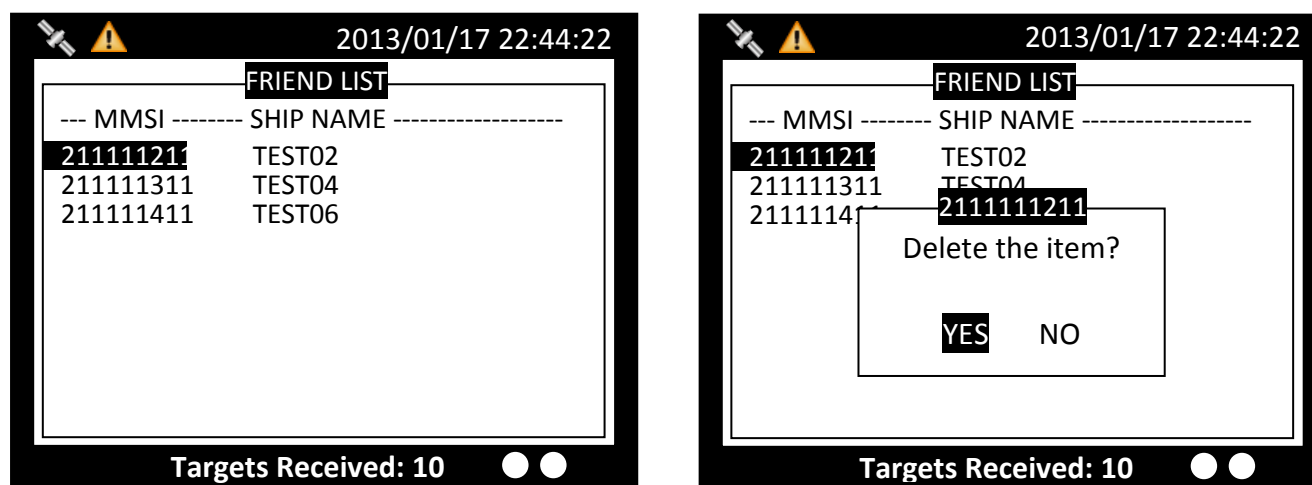 2013/01/17 22:44:22
FRIEND LIST
--- MMSI -------- SHIP NAME -------------------
211111211 TEST02
211111311 TEST04
211111411 TEST06
Targets Received: 10
2013/01/17 22:44:22
FRIEND LIST
--- MMSI -------- SHIP NAME -------------------
211111211 TEST02
211111311 TEST04
21111141
2111111211
Delete the item?
YES NO
Targets Received: 10